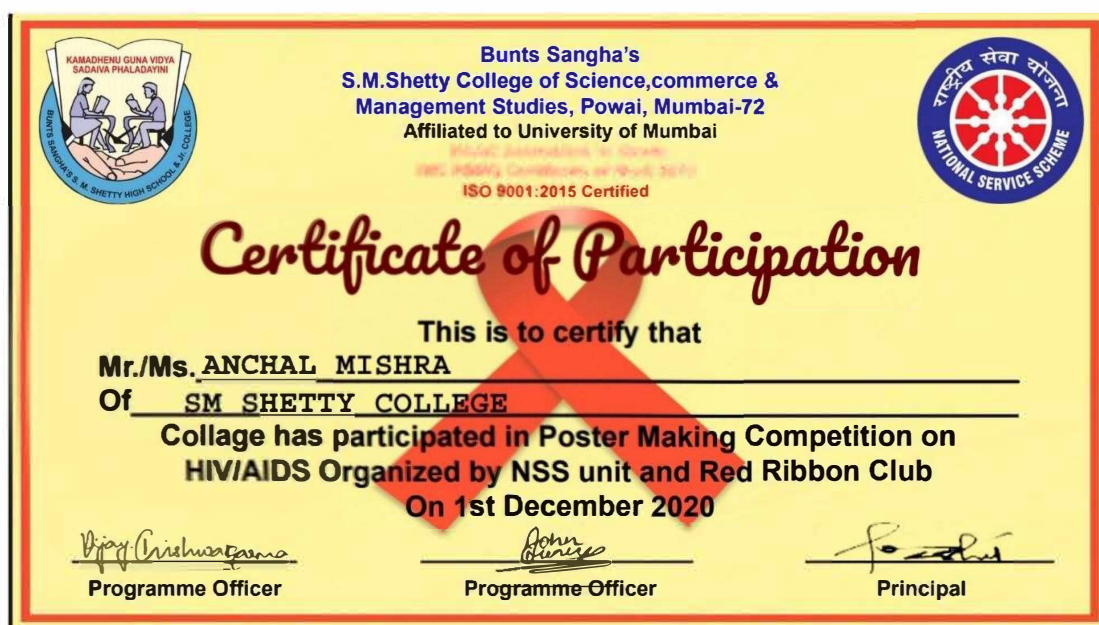 KAMADHENU GUNA VIDYA
SADAIVA PHALADAYINI
BUNTS SANGHA'S S. M. SHETTY HIGH SCHOOL & Jr. COLLEGE
Bunts Sangha's
S.M.Shetty College of Science,commerce &
Management Studies, Powai, Mumbai-72
Affiliated to University of Mumbai
ISO 9001:2015 Certified
राष्ट्रीय सेवा योजना
NATIONAL SERVICE SCHEME
Certificate of Participation
This is to certify that
Mr./Ms. ANCHAL MISHRA
Of SM SHETTY COLLEGE
Collage has participated in Poster Making Competition on
HIV/AIDS Organized by NSS unit and Red Ribbon Club
On 1st December 2020
Programme Officer Programme Officer Principal